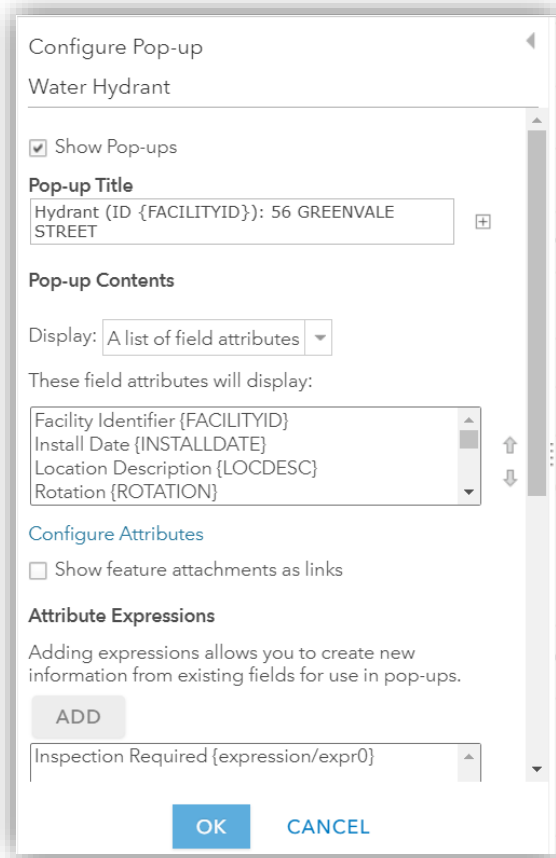 Configure Pop-up
Water Hydrant
Show Pop-ups
Pop-up Title
Hydrant (ID {FACILITYID}): 56 GREENVALE
STREET
Pop-up Contents
Display: A list of field attributes
These field attributes will display:
Facility Identifier {FACILITYID}
Install Date {INSTALLDATE}
Location Description {LOCDESC}
Rotation {ROTATION}
Configure Attributes
Show feature attachments as links
Attribute Expressions
Adding expressions allows you to create new
information from existing fields for use in pop-ups.
ADD
Inspection Required {expression/expr0}
OK CANCEL